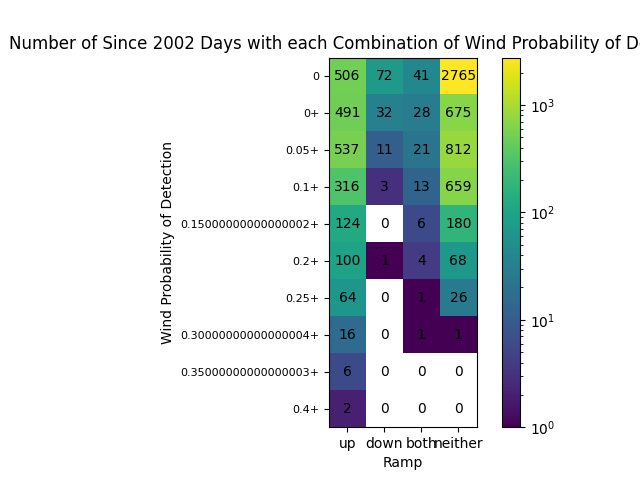 Number of Since 2002 Days with each Combination of Wind Probability of D
0 506 72 41 2765
0+ 491 32 28 675
0.05+ 537 11 21 812
0.1+ 316 3 13 659
0.15000000000000002+ 124 0 6 180
0.2+ 100 1 4 68
0.25+ 64 0 1 26
0.30000000000000004+ 16 0 1 1
0.35000000000000003+ 6 0 0 0
0.4+ 2 0 0 0
up down both neither
Ramp
Wind Probability of Detection
10³
10²
10¹
10⁰